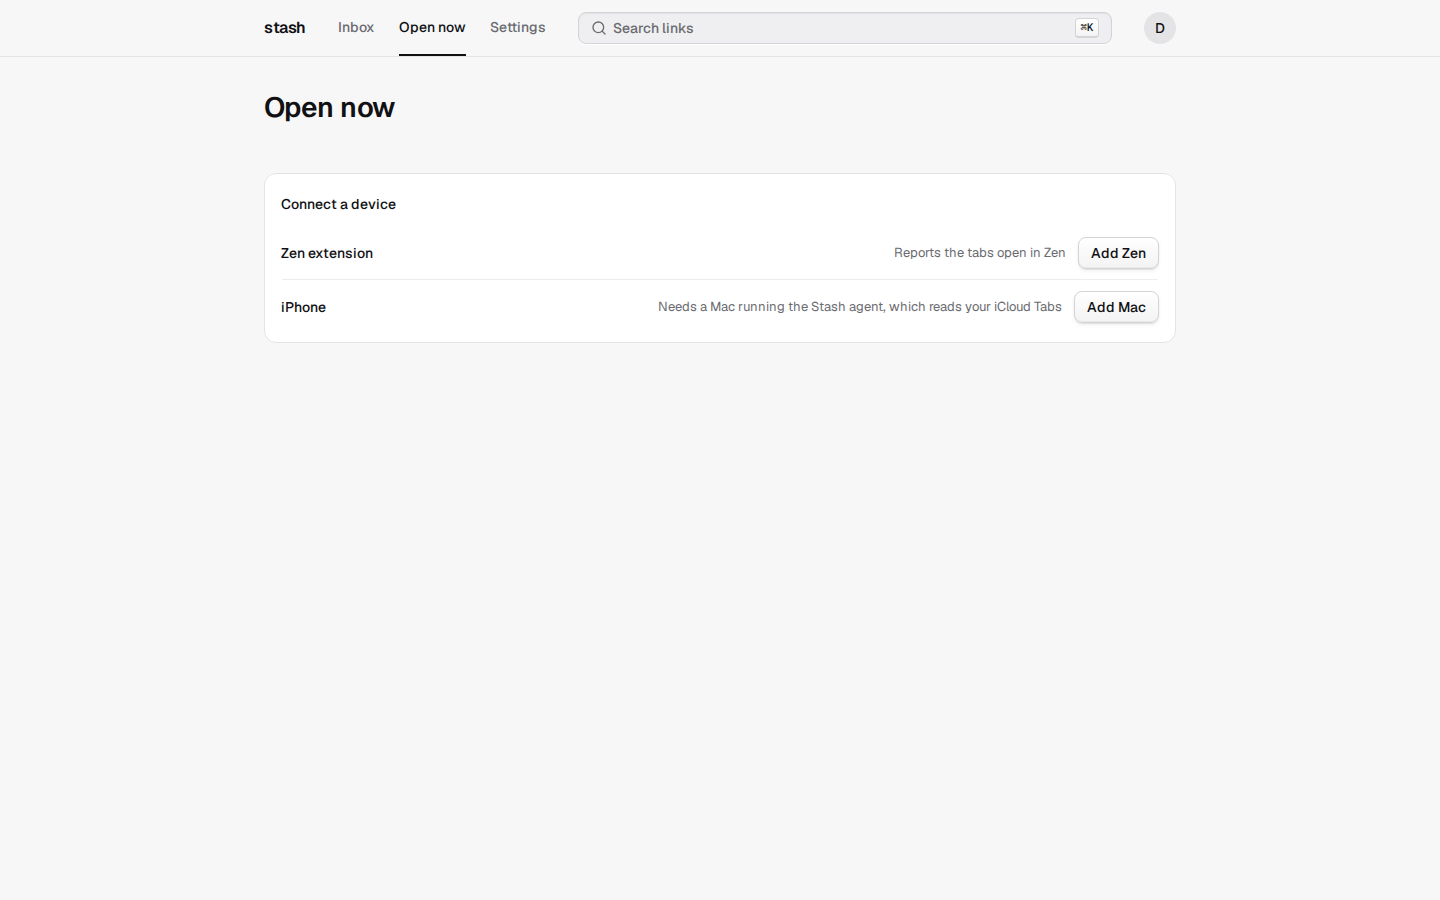 stash Inbox Open now Settings Search links ⌘K D
Open now
Connect a device
Zen extension Reports the tabs open in Zen Add Zen
iPhone Needs a Mac running the Stash agent, which reads your iCloud Tabs Add Mac